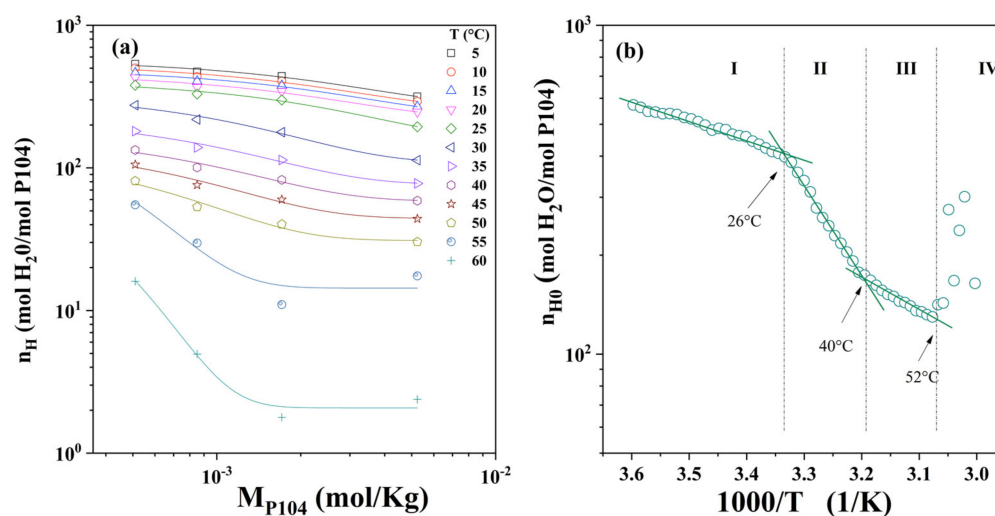 (a)
T (°C)
5
10
15
20
25
30
35
40
45
50
55
60
10³
10²
10¹
10⁰
n_H (mol H₂0/mol P104)
10⁻³
10⁻²
M_P104 (mol/Kg)
(b)
I
II
III
IV
26°C
40°C
52°C
10³
10²
n_H0 (mol H₂O/mol P104)
3.6
3.5
3.4
3.3
3.2
3.1
3.0
1000/T (1/K)